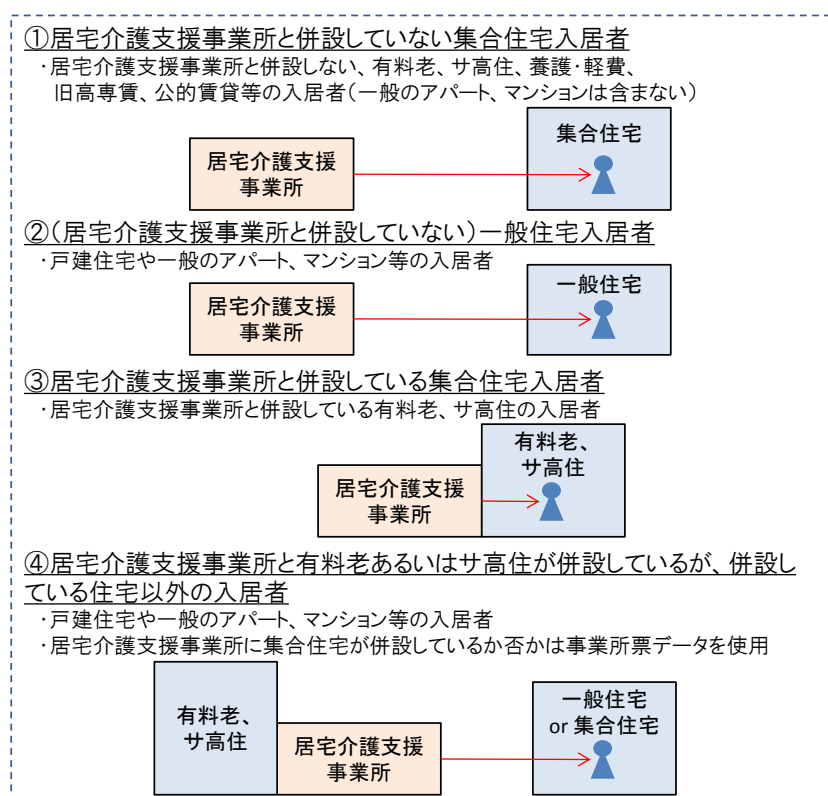 ①居宅介護支援事業所と併設していない集合住宅入居者
・居宅介護支援事業所と併設しない、有料老、サ高住、養護・軽費、
旧高専賃、公的賃貸等の入居者（一般のアパート、マンションは含まない）
集合住宅
居宅介護支援
事業所
②（居宅介護支援事業所と併設していない）一般住宅入居者
・戸建住宅や一般のアパート、マンション等の入居者
一般住宅
居宅介護支援
事業所
③居宅介護支援事業所と併設している集合住宅入居者
・居宅介護支援事業所と併設している有料老、サ高住の入居者
有料老、
サ高住
居宅介護支援
事業所
④居宅介護支援事業所と有料老あるいはサ高住が併設しているが、併設し
ている住宅以外の入居者
・戸建住宅や一般のアパート、マンション等の入居者
・居宅介護支援事業所に集合住宅が併設しているか否かは事業所票データを使用
有料老、
サ高住
居宅介護支援
事業所
一般住宅
or 集合住宅